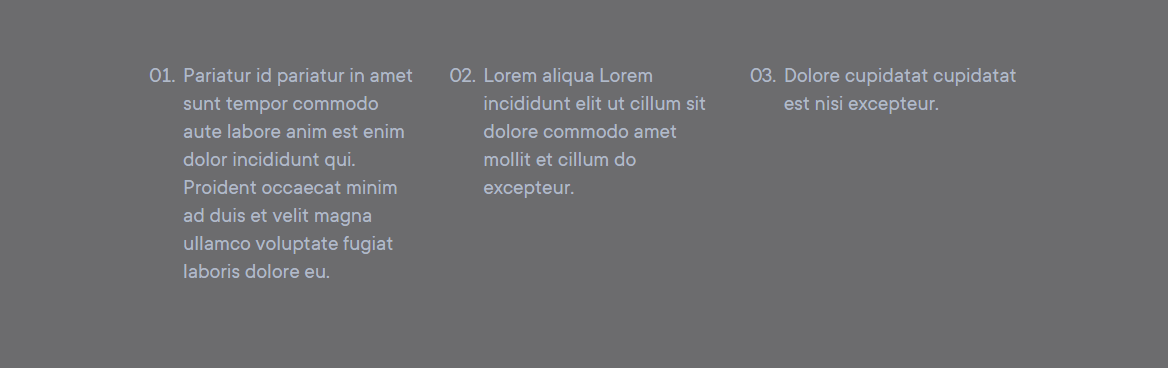 01. Pariatur id pariatur in amet
sunt tempor commodo
aute labore anim est enim
dolor incididunt qui.
Proident occaecat minim
ad duis et velit magna
ullamco voluptate fugiat
laboris dolore eu.
02. Lorem aliqua Lorem
incididunt elit ut cillum sit
dolore commodo amet
mollit et cillum do
excepteur.
03. Dolore cupidatat cupidatat
est nisi excepteur.